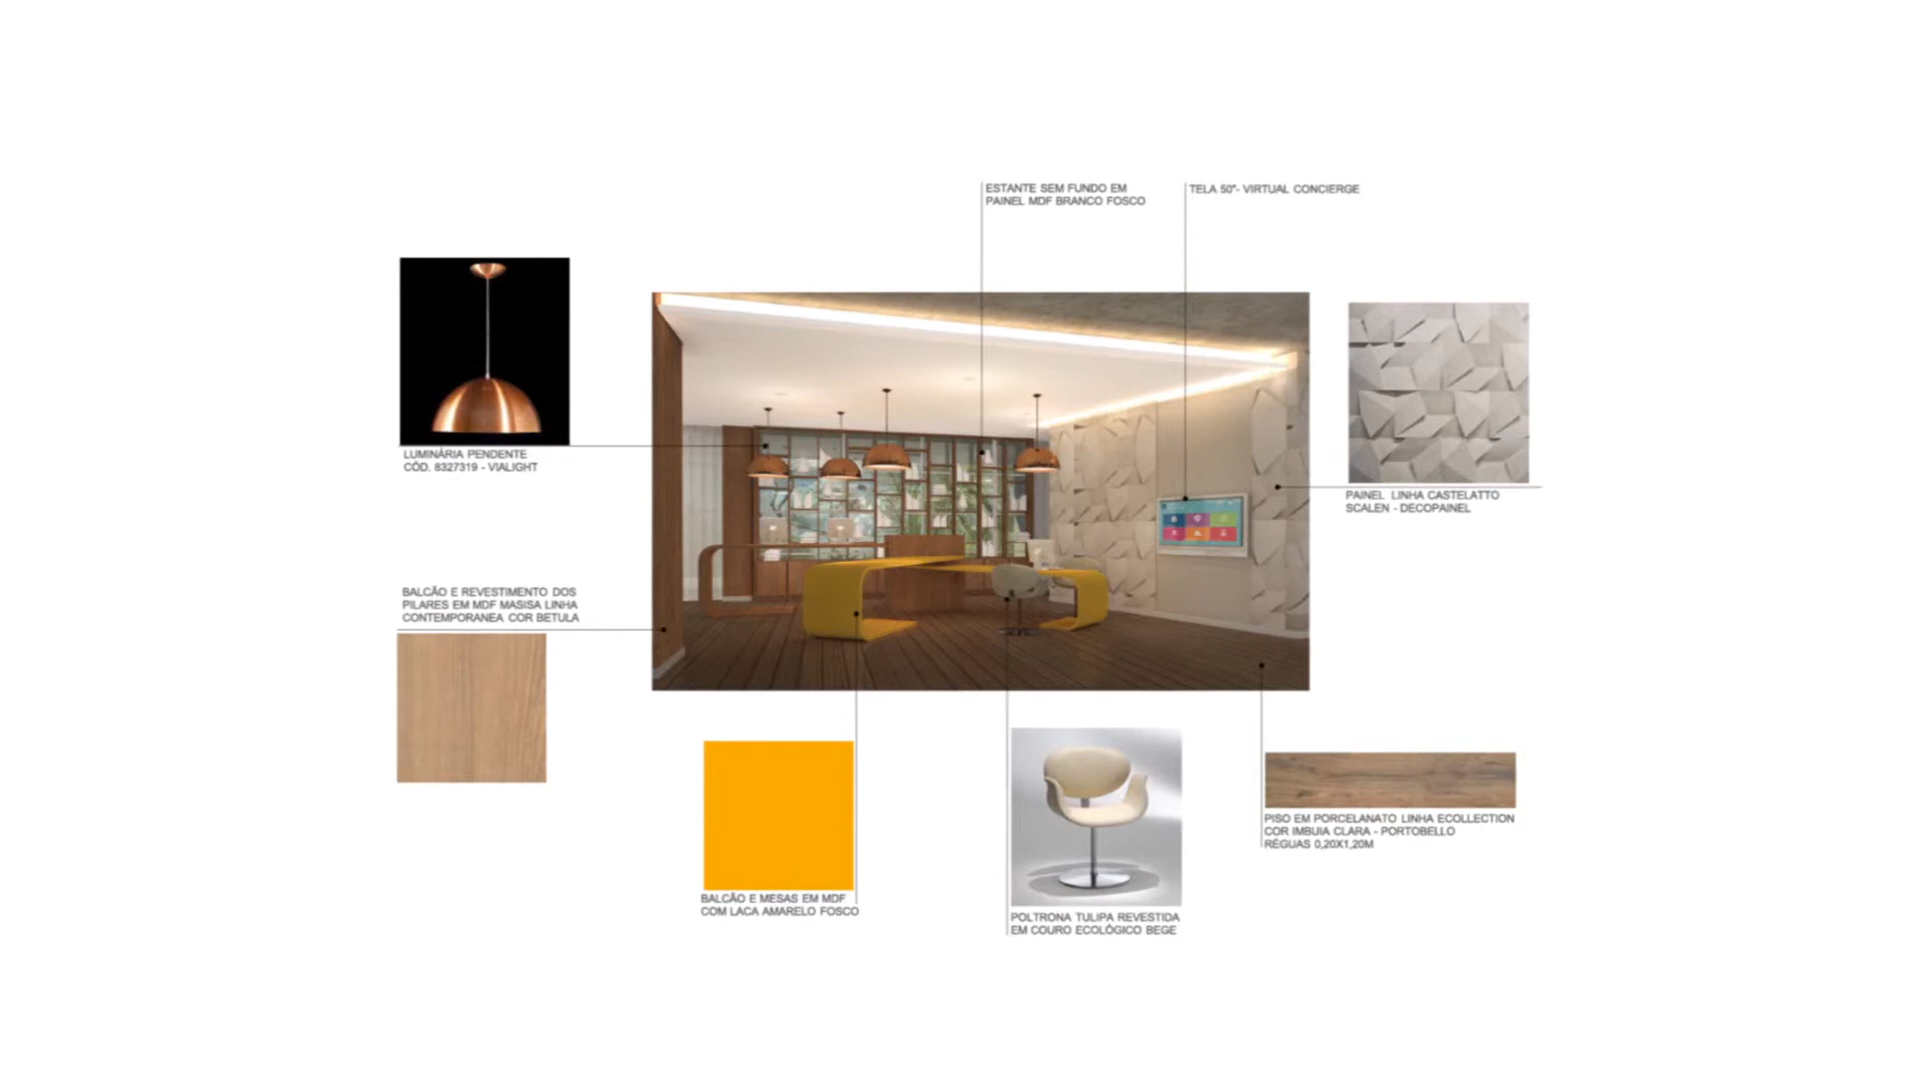 ESTANTE SEM FUNDO EM
PAINEL MDF BRANCO FOSCO
TELA 50"- VIRTUAL CONCIERGE
LUMINÁRIA PENDENTE
CÓD. 8327319 - VIALIGHT
PAINEL LINHA CASTELATTO
SCALEN - DECOPAINEL
BALCÃO E REVESTIMENTO DOS
PILARES EM MDF MASISA LINHA
CONTEMPORANEA COR BETULA
BALCÃO E MESAS EM MDF
COM LACA AMARELO FOSCO
POLTRONA TULIPA REVESTIDA
EM COURO ECOLÓGICO BEGE
PISO EM PORCELANATO LINHA ECOLLECTION
COR IMBUIA CLARA - PORTOBELLO
RÉGUAS 0,20X1,20M